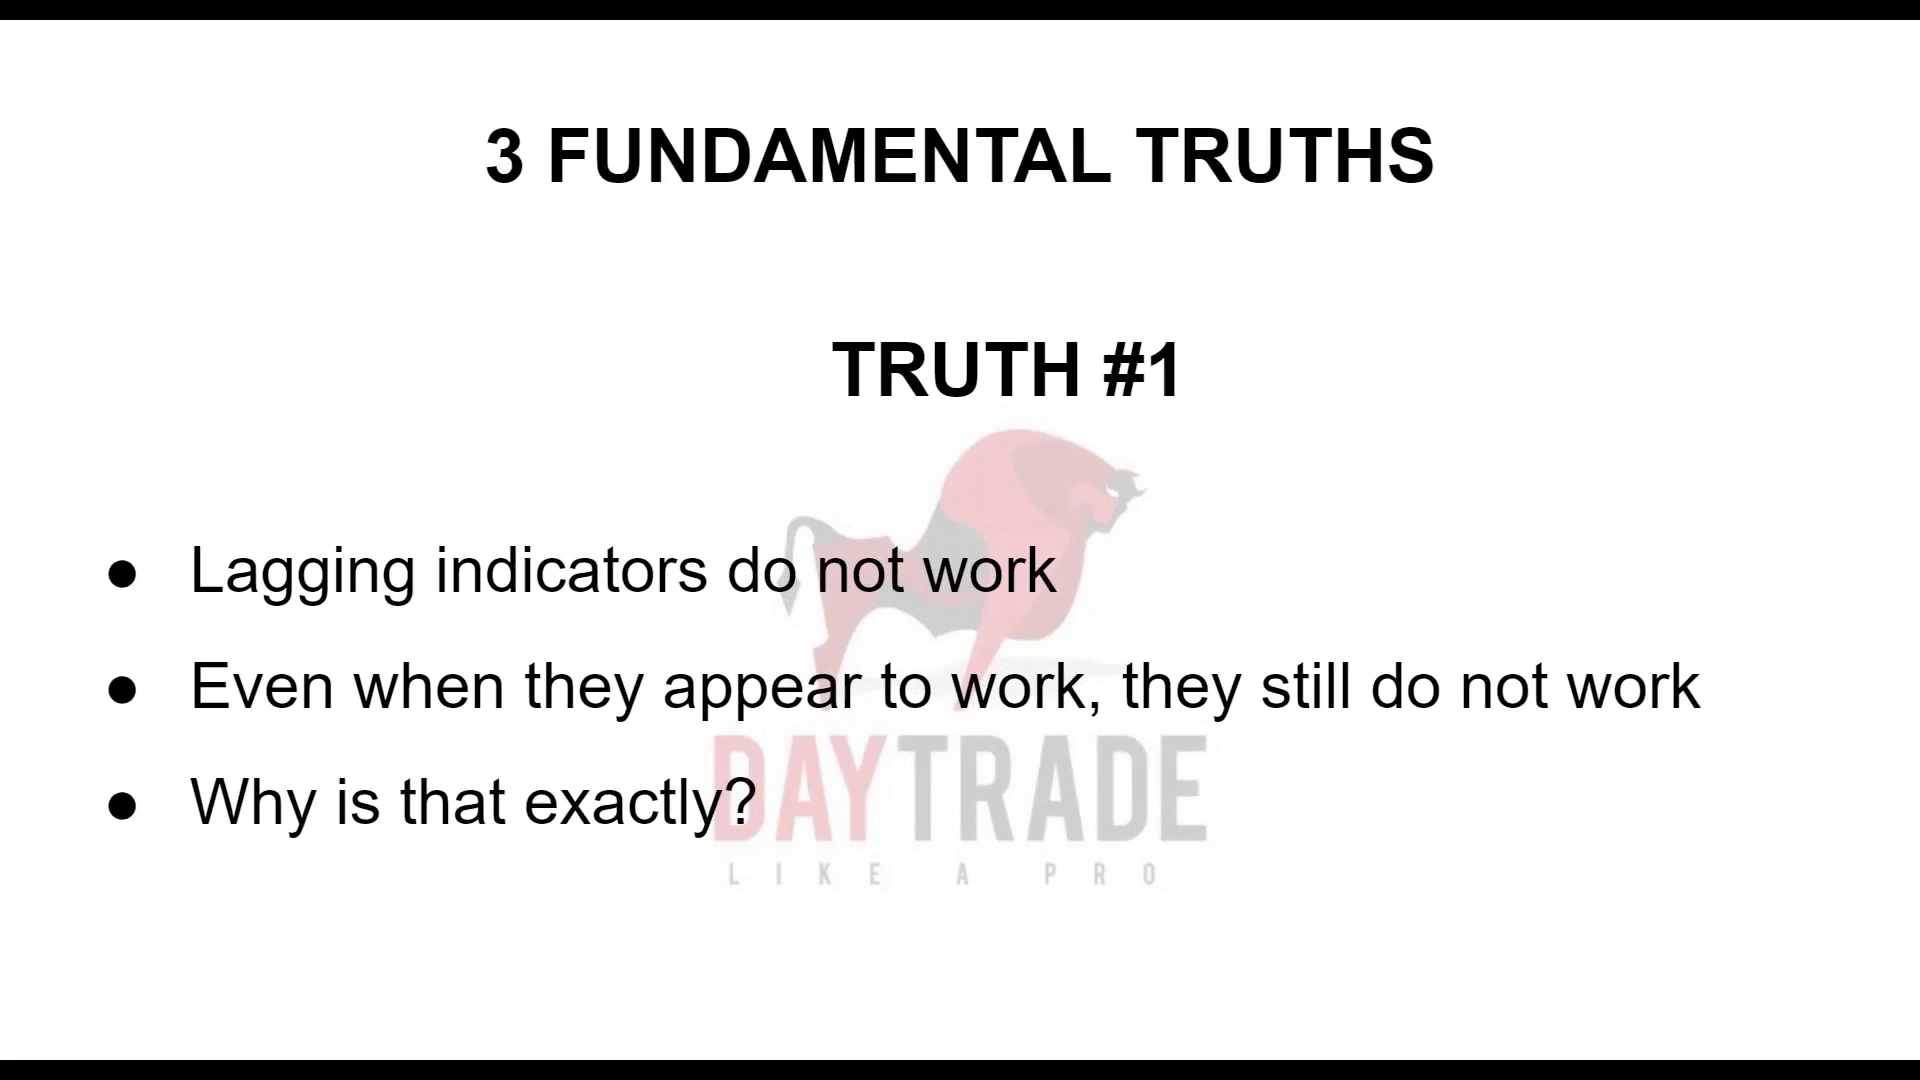 3 FUNDAMENTAL TRUTHS
TRUTH #1
● Lagging indicators do not work
● Even when they appear to work, they still do not work
● Why is that exactly?
DAYTRADE
LIKE A PRO